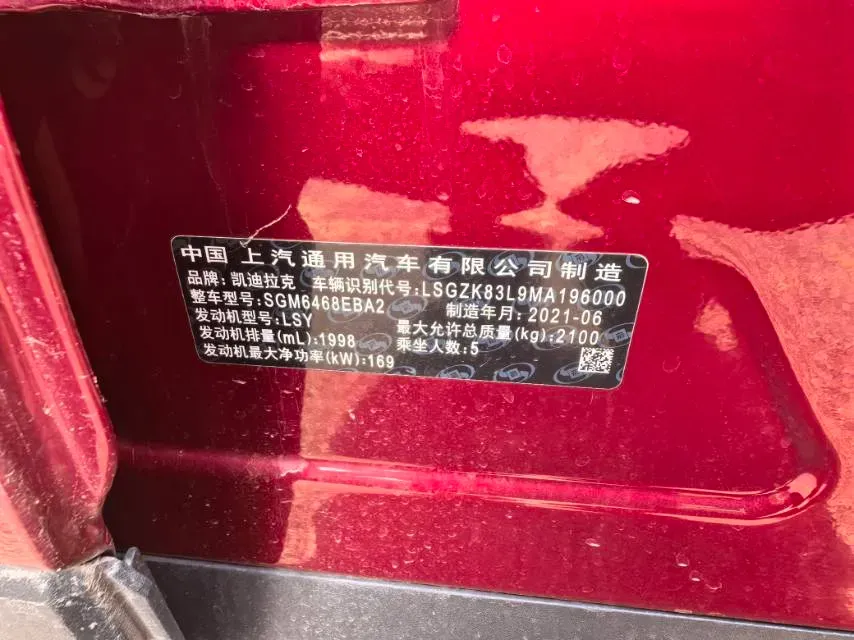 中国 上汽通用汽车有限公司制造
品牌: 凯迪拉克 车辆识别代号:LSGZK83L9MA196000
整车型号:SGM6468EBA2 制造年月: 2021-06
发动机型号:LSY 最大允许总质量(kg):2100
发动机排量(mL):1998 乘坐人数:5
发动机最大净功率(kW):169